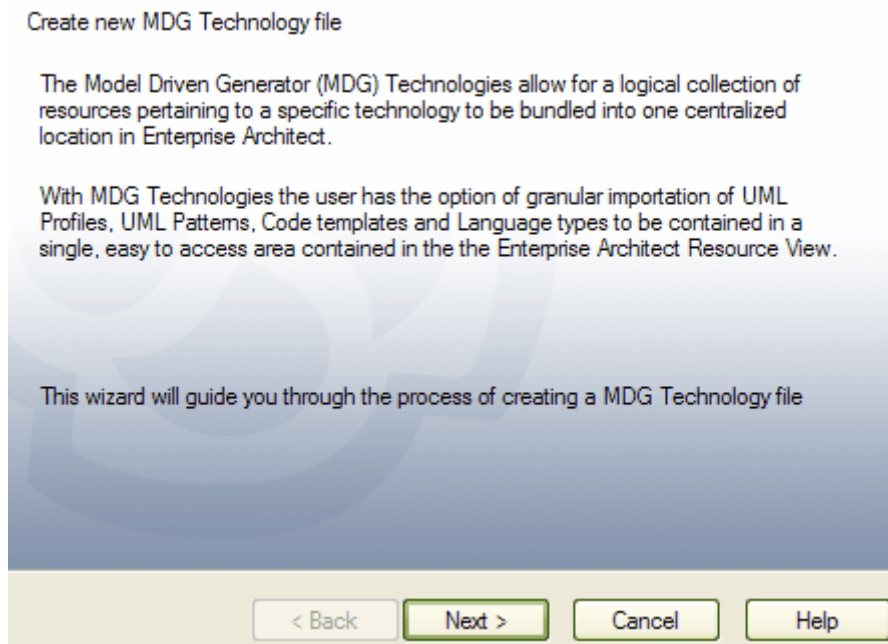 Create new MDG Technology file
The Model Driven Generator (MDG) Technologies allow for a logical collection of
resources pertaining to a specific technology to be bundled into one centralized
location in Enterprise Architect.
With MDG Technologies the user has the option of granular importation of UML
Profiles, UML Patterns, Code templates and Language types to be contained in a
single, easy to access area contained in the the Enterprise Architect Resource View.
This wizard will guide you through the process of creating a MDG Technology file
< Back Next > Cancel Help